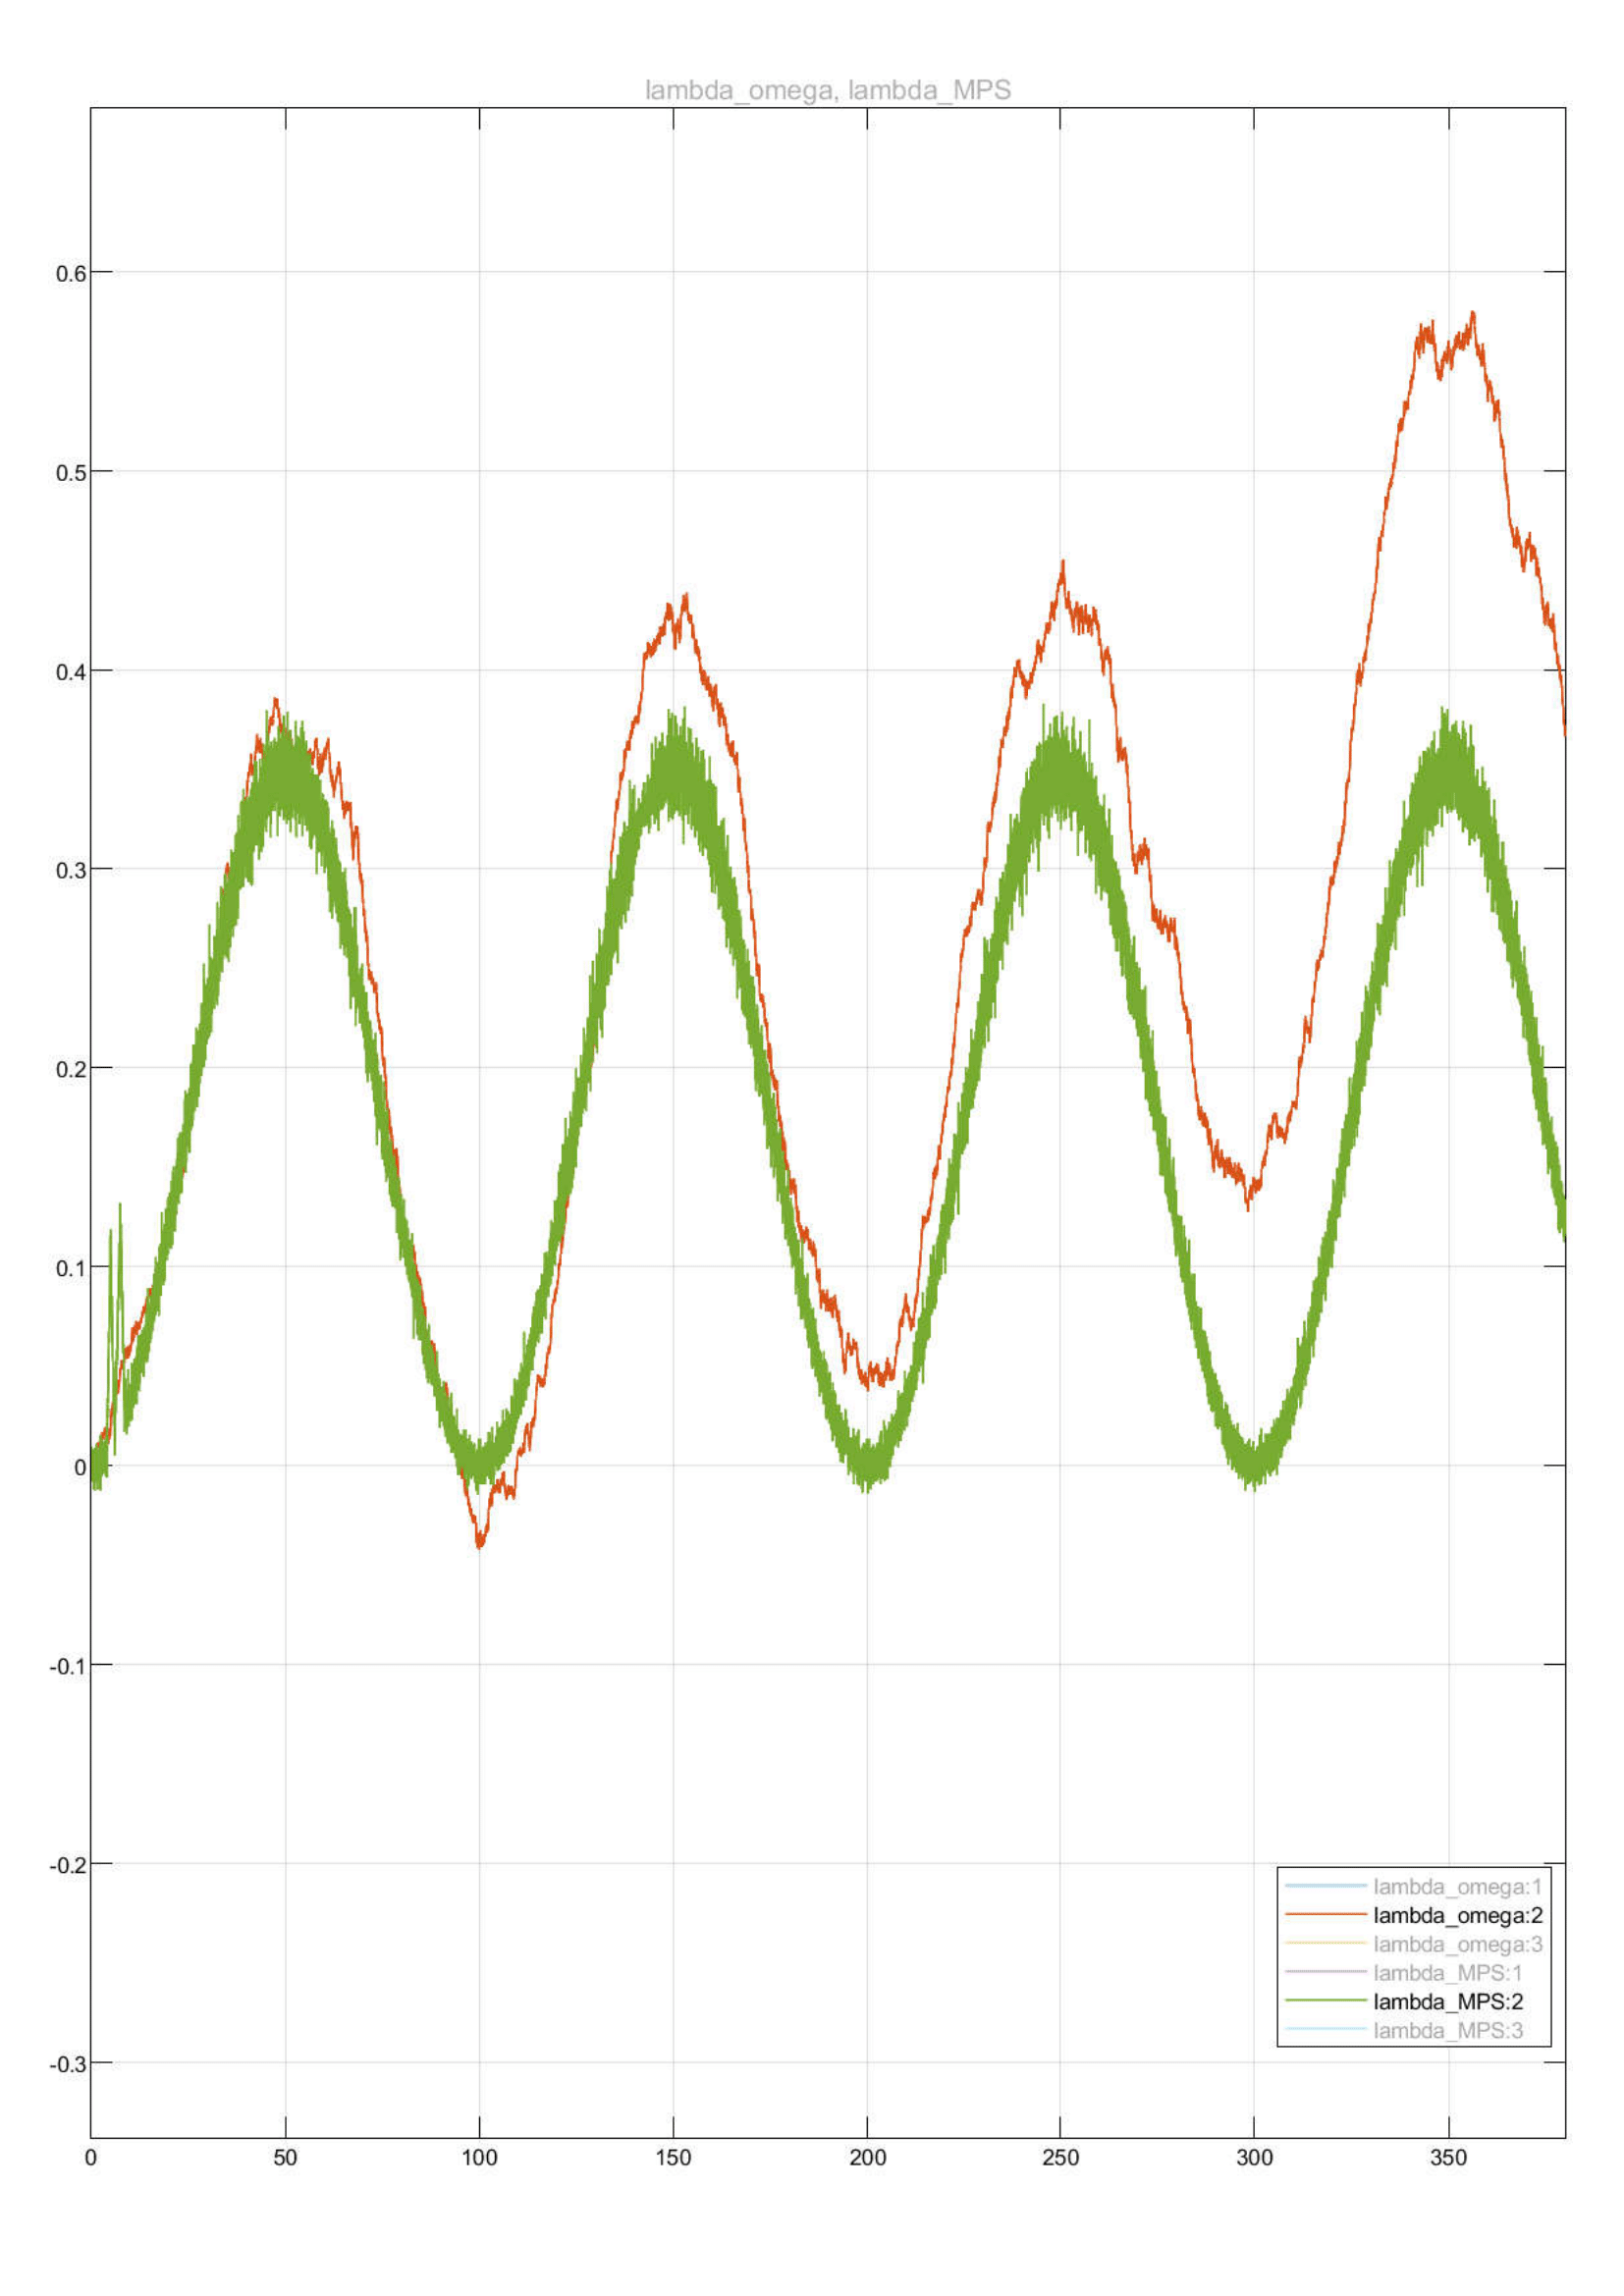 lambda_omega, lambda_MPS
0.6
0.5
0.4
0.3
0.2
0.1
0
-0.1
-0.2
-0.3
0 50 100 150 200 250 300 350
lambda_omega:1
lambda_omega:2
lambda_omega:3
lambda_MPS:1
lambda_MPS:2
lambda_MPS:3